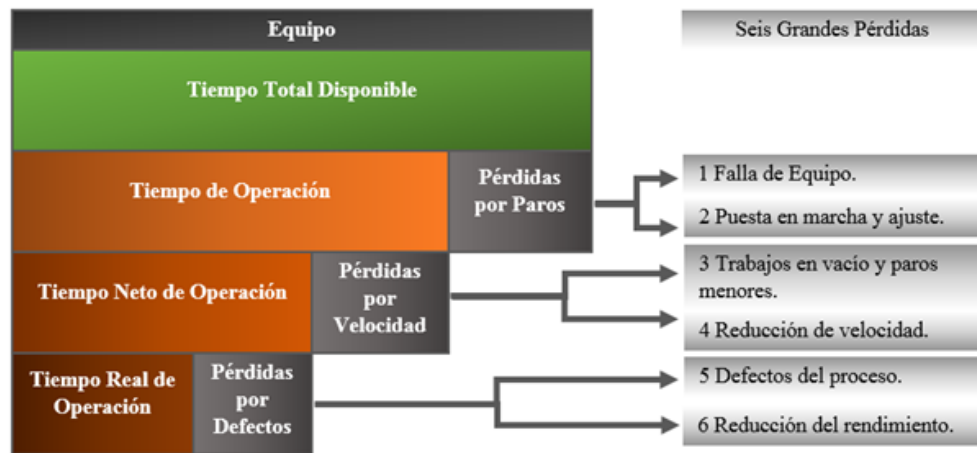 Equipo
Seis Grandes Pérdidas
Tiempo Total Disponible
Tiempo de Operación
Pérdidas
por Paros
1 Falla de Equipo.
2 Puesta en marcha y ajuste.
Tiempo Neto de Operación
Pérdidas
por
Velocidad
3 Trabajos en vacío y paros
menores.
4 Reducción de velocidad.
Tiempo Real de
Operación
Pérdidas
por
Defectos
5 Defectos del proceso.
6 Reducción del rendimiento.